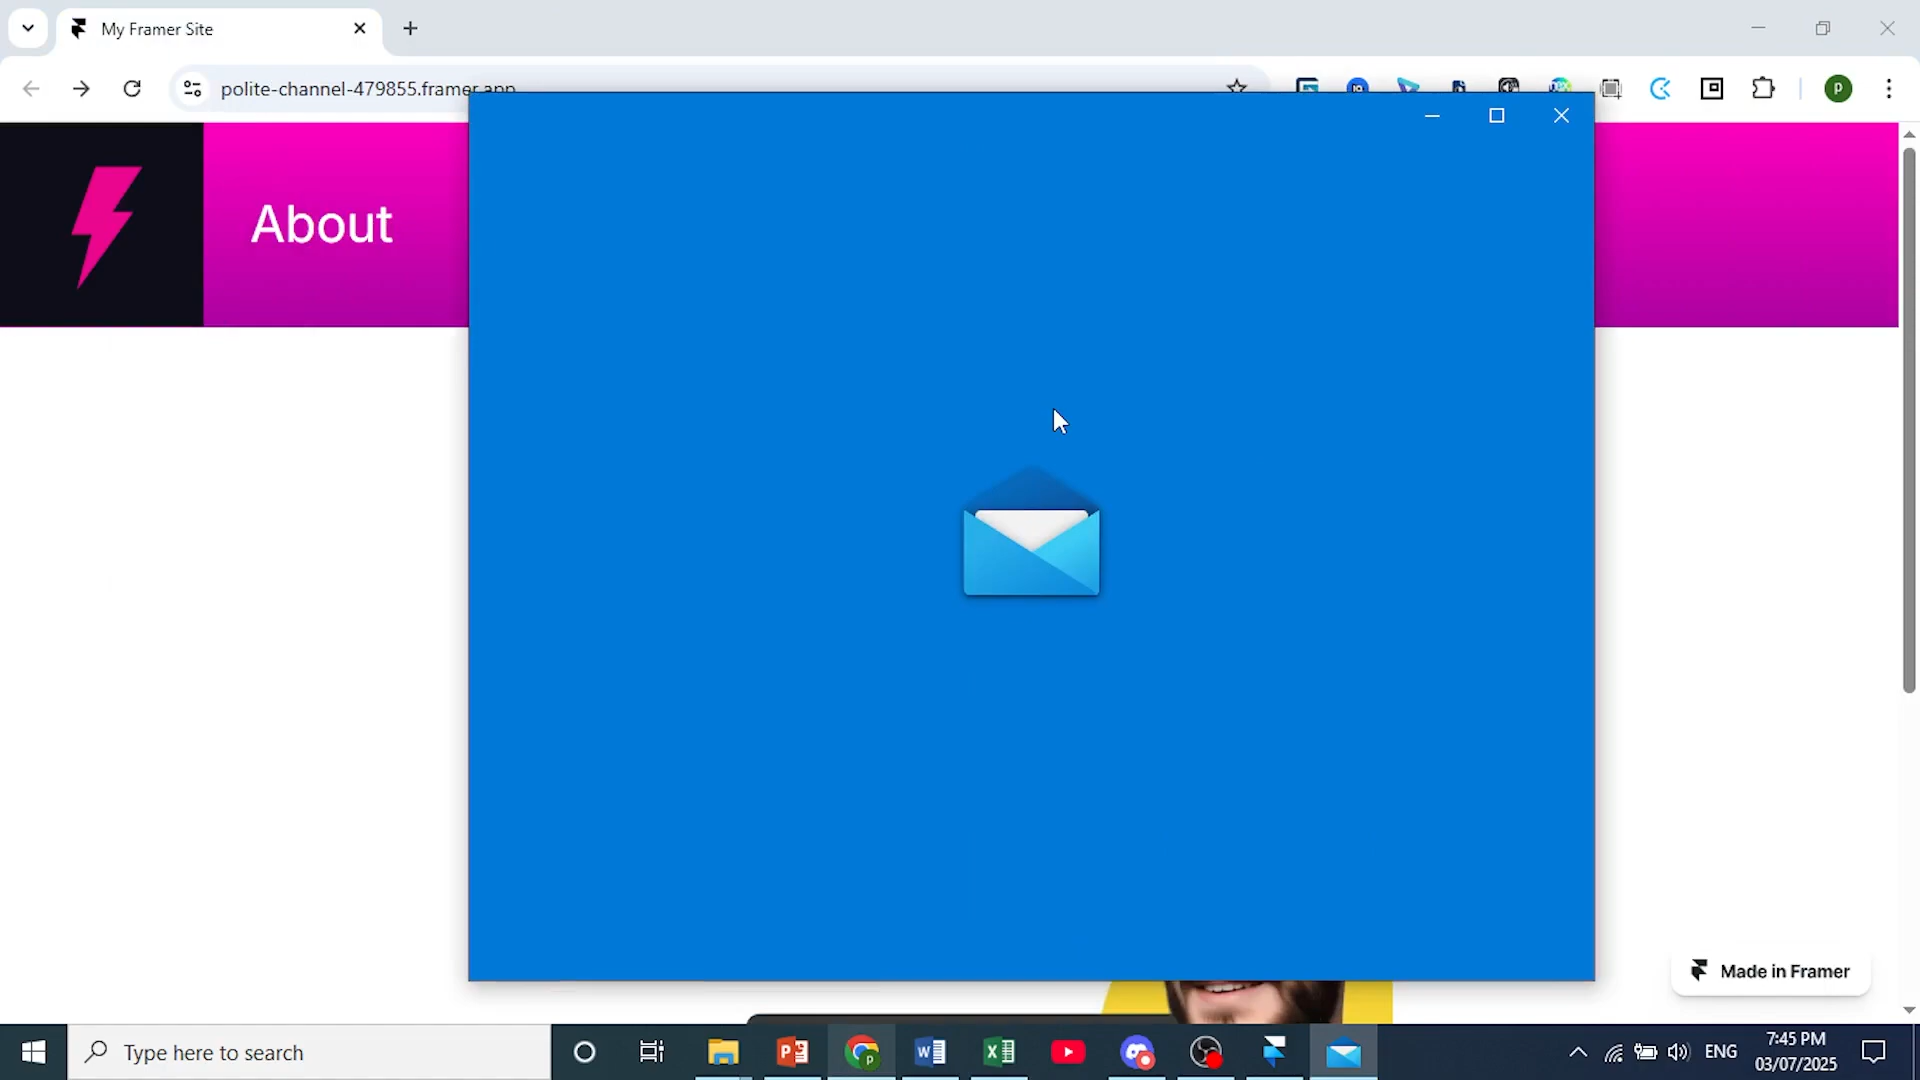 My Framer Site
polite-channel-479855.framer.app
P
About
Made in Framer
Type here to search
ENG
7:45 PM
03/07/2025